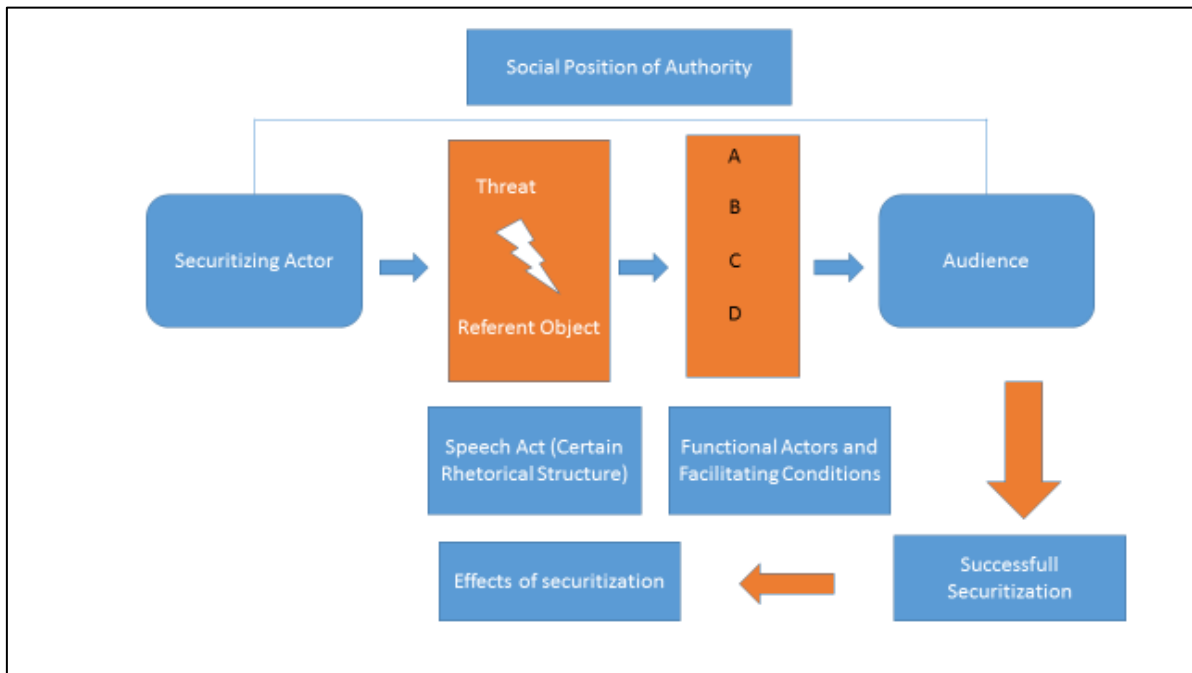 Social Position of Authority
Securitizing Actor
Threat
Referent Object
A
B
C
D
Audience
Speech Act (Certain
Rhetorical Structure)
Functional Actors and
Facilitating Conditions
Effects of securitization
Successfull
Securitization